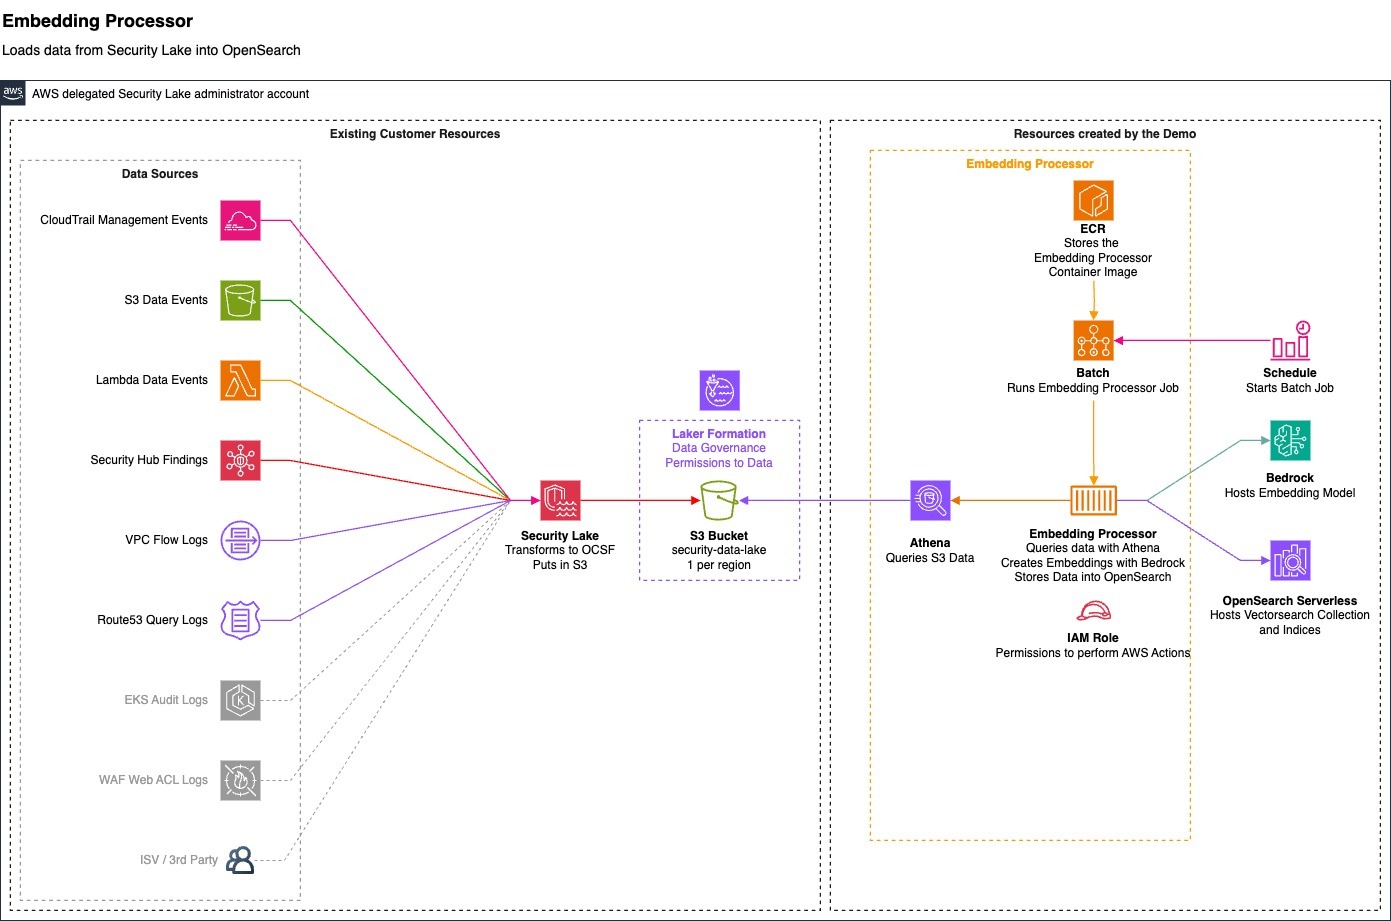 Embedding Processor
Loads data from Security Lake into OpenSearch
aws
AWS delegated Security Lake administrator account
Existing Customer Resources
Data Sources
CloudTrail Management Events
S3 Data Events
Lambda Data Events
Security Hub Findings
VPC Flow Logs
Route53 Query Logs
EKS Audit Logs
K
WAF Web ACL Logs
ISV / 3rd Party
Security Lake
Transforms to OCSF
Puts in S3
Laker Formation
Data Governance
Permissions to Data
S3 Bucket
security-data-lake
1 per region
Resources created by the Demo
Embedding Processor
ECR
Stores the
Embedding Processor
Container Image
Batch
Runs Embedding Processor Job
Schedule
Starts Batch Job
Athena
Queries S3 Data
Embedding Processor
Queries data with Athena
Creates Embeddings with Bedrock
Stores Data into OpenSearch
IAM Role
Permissions to perform AWS Actions
Bedrock
Hosts Embedding Model
OpenSearch Serverless
Hosts Vectorsearch Collection
and Indices